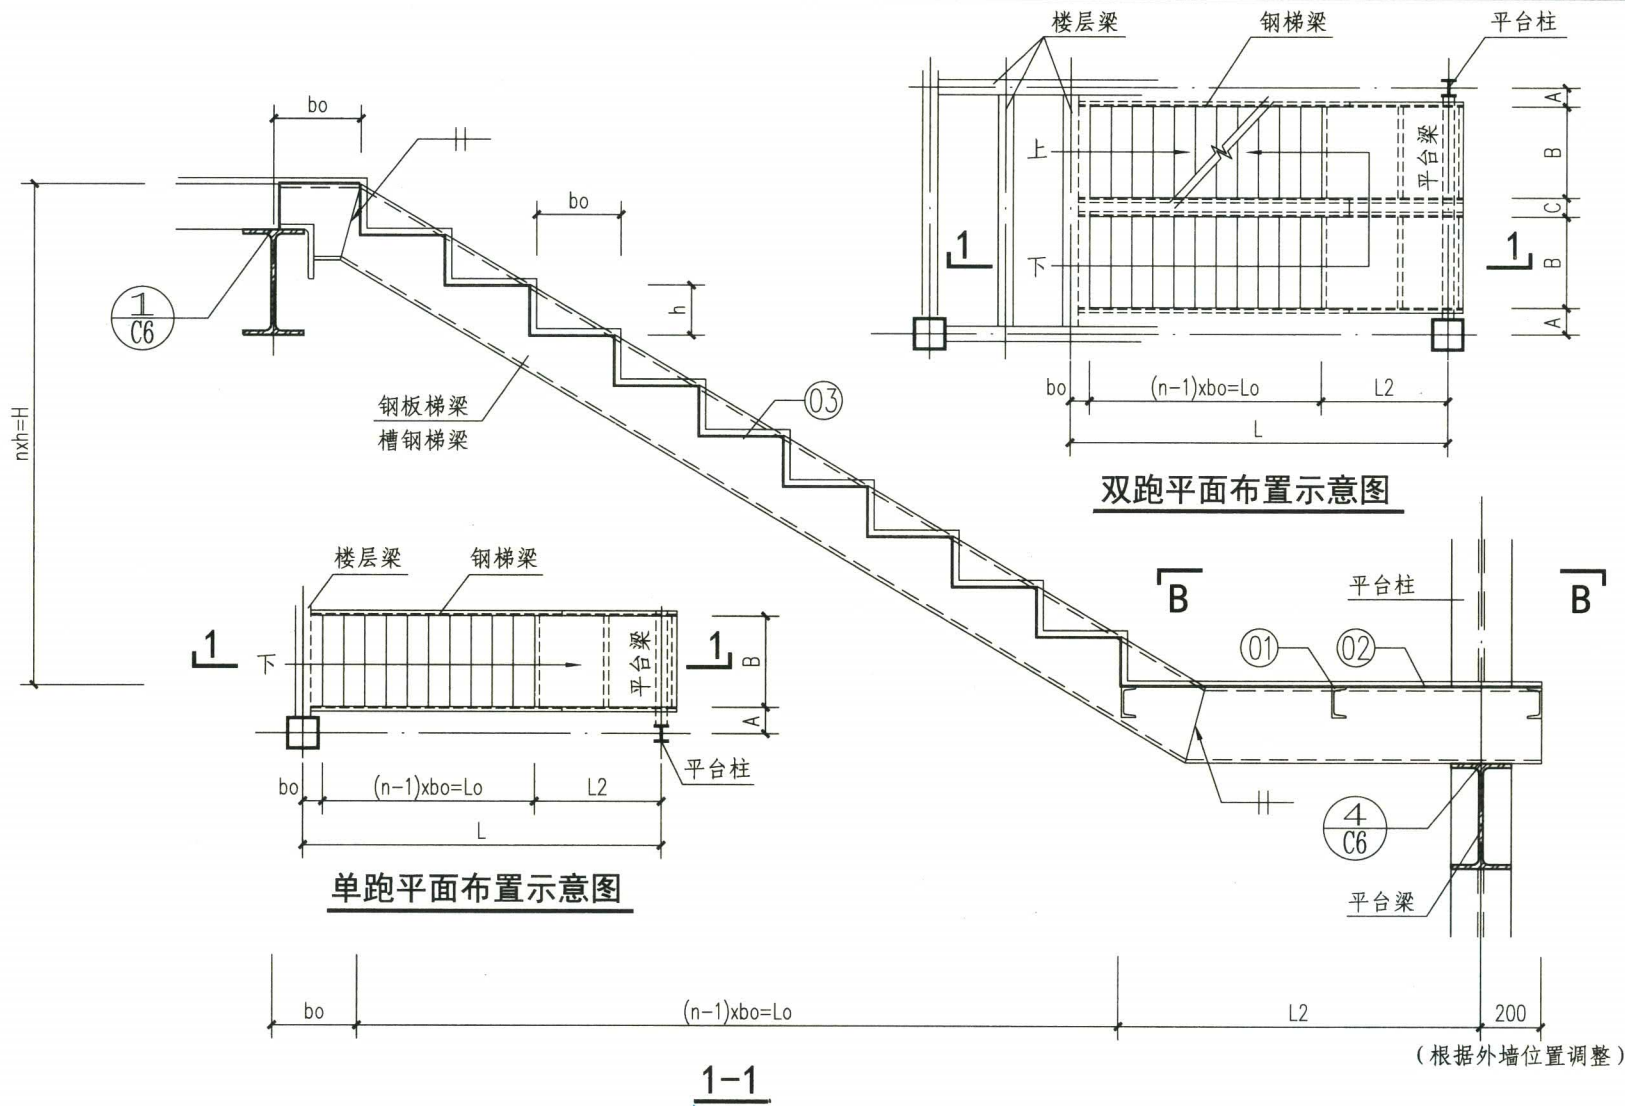 楼层梁
钢梯梁
平台柱
bo
A
上
平台梁
B
bo
C
1
1
下
B
h
1
C6
A
bo
(n-1)xbo=Lo
L2
钢板梯梁
03
槽钢梯梁
L
nxh=H
双跑平面布置示意图
楼层梁
钢梯梁
平台柱
B
B
1
下
平台梁
1
B
01
02
A
平台柱
bo
(n-1)xbo=Lo
L2
4
C6
L
单跑平面布置示意图
平台梁
bo
(n-1)xbo=Lo
L2
200
(根据外墙位置调整)
1-1